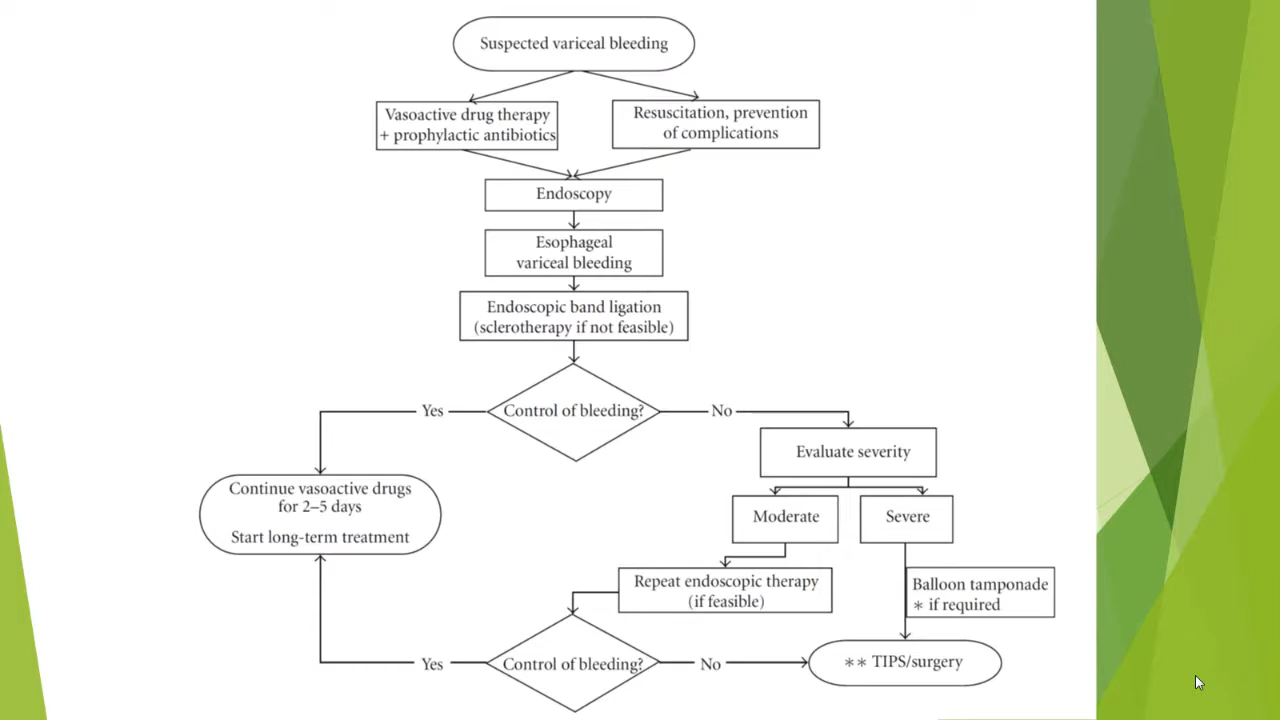 Suspected variceal bleeding
Vasoactive drug therapy
+ prophylactic antibiotics
Resuscitation, prevention
of complications
Endoscopy
Esophageal
variceal bleeding
Endoscopic band ligation
(sclerotherapy if not feasible)
Yes
Control of bleeding?
No
Evaluate severity
Continue vasoactive drugs
for 2–5 days
Start long-term treatment
Moderate
Severe
Repeat endoscopic therapy
(if feasible)
Balloon tamponade
* if required
Yes
Control of bleeding?
No
** TIPS/surgery